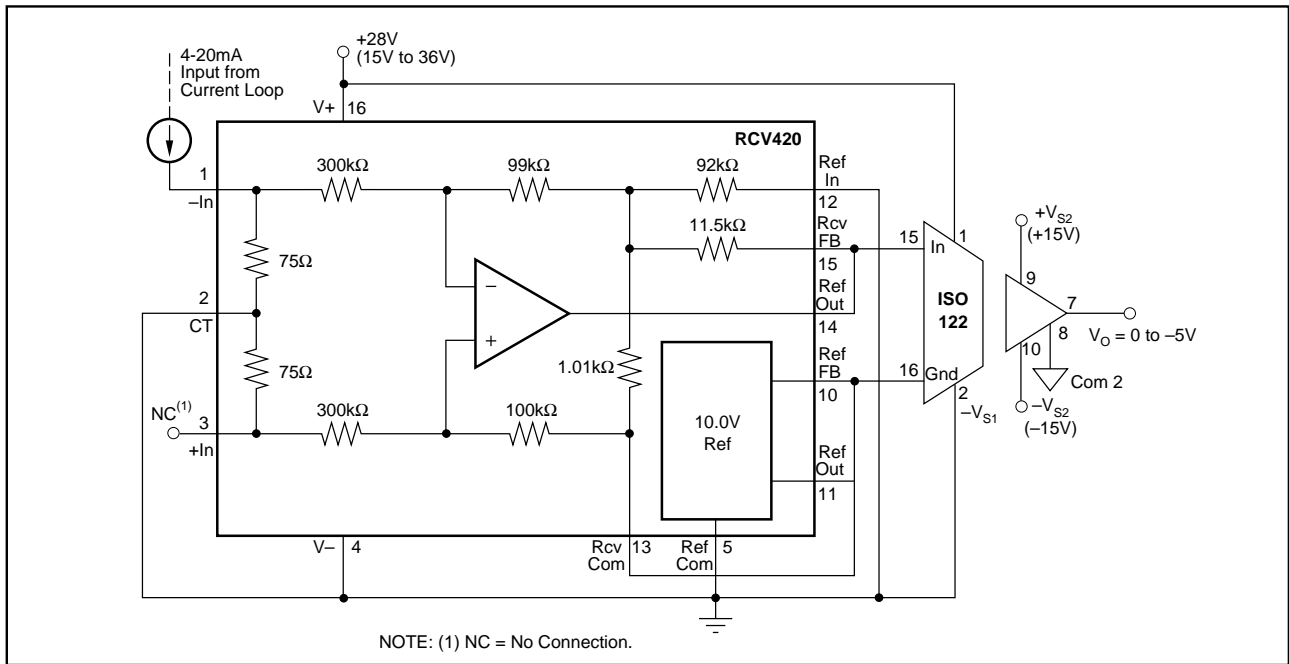 4-20mA
Input from
Current Loop
+28V
(15V to 36V)
V+
16
RCV420
1
–In
300kΩ
99kΩ
92kΩ
Ref
In
12
11.5kΩ
Rcv
FB
15
75Ω
2
CT
75Ω
–
+
Ref
Out
14
1.01kΩ
Ref
FB
10
NC(1)
3
+In
300kΩ
100kΩ
10.0V
Ref
Ref
Out
11
V–
4
Rcv
Com
13
Ref
Com
5
15
In
1
ISO
122
16
Gnd
2
–VS1
+VS2
(+15V)
9
7
8
10
VO = 0 to –5V
Com 2
–VS2
(–15V)
NOTE: (1) NC = No Connection.